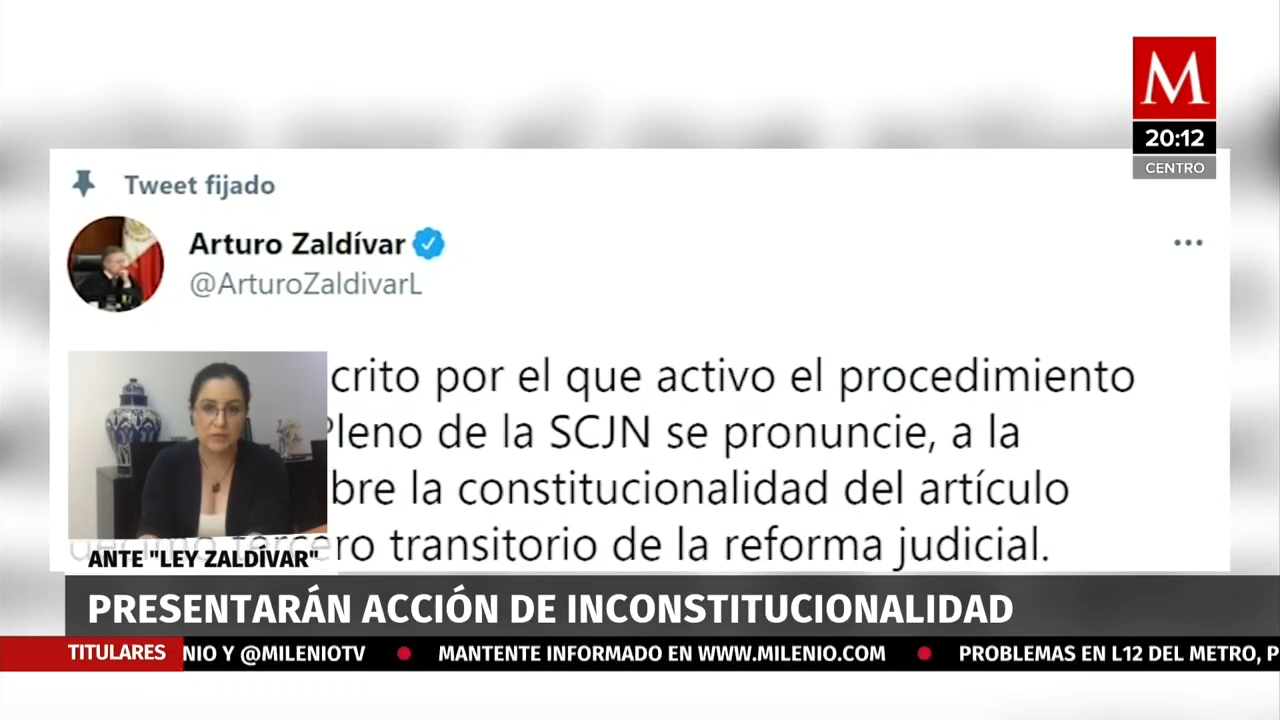 M
20:12
CENTRO
Tweet fijado
Arturo Zaldívar
@ArturoZaldivarL
crito por el que activo el procedimiento
Pleno de la SCJN se pronuncie, a la
bre la constitucionalidad del artículo
décimo tercero transitorio de la reforma judicial.
ANTE "LEY ZALDÍVAR"
PRESENTARÁN ACCIÓN DE INCONSTITUCIONALIDAD
TITULARES NIO Y @MILENIOTV • MANTENTE INFORMADO EN WWW.MILENIO.COM • PROBLEMAS EN L12 DEL METRO, P